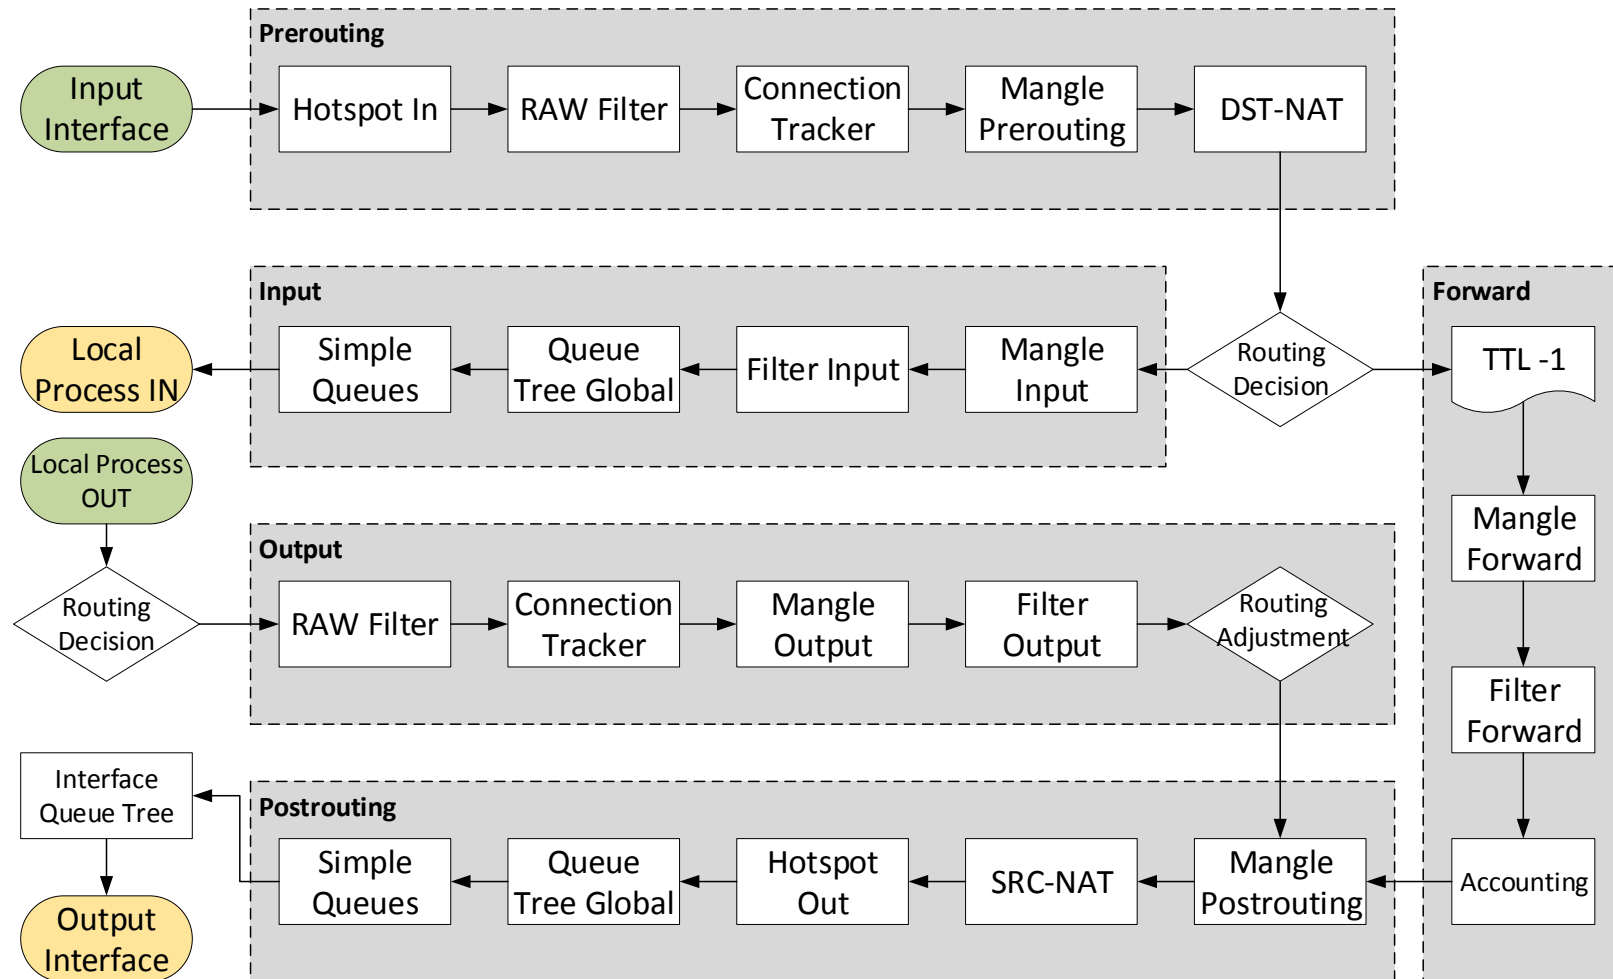 Prerouting
Input
Interface
Hotspot In
RAW Filter
Connection
Tracker
Mangle
Prerouting
DST-NAT
Input
Local
Process IN
Simple
Queues
Queue
Tree Global
Filter Input
Mangle
Input
Routing
Decision
Forward
TTL -1
Mangle
Forward
Filter
Forward
Accounting
Local Process
OUT
Routing
Decision
Output
RAW Filter
Connection
Tracker
Mangle
Output
Filter
Output
Routing
Adjustment
Postrouting
Interface
Queue Tree
Simple
Queues
Queue
Tree Global
Hotspot
Out
SRC-NAT
Mangle
Postrouting
Output
Interface